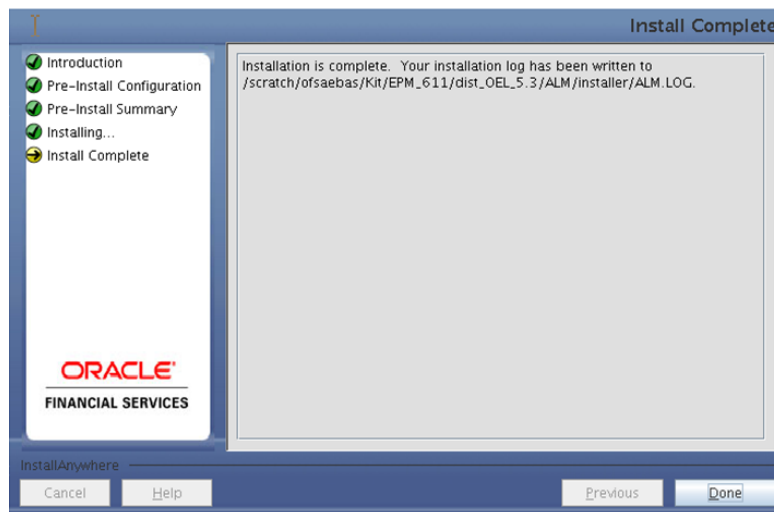 Install Complete
Introduction
Pre-Install Configuration
Pre-Install Summary
Installing...
Install Complete
Installation is complete. Your installation log has been written to
/scratch/ofsaebas/Kit/EPM_611/dist_OEL_5.3/ALM/installer/ALM.LOG.
ORACLE
FINANCIAL SERVICES
InstallAnywhere
Cancel Help Previous Done